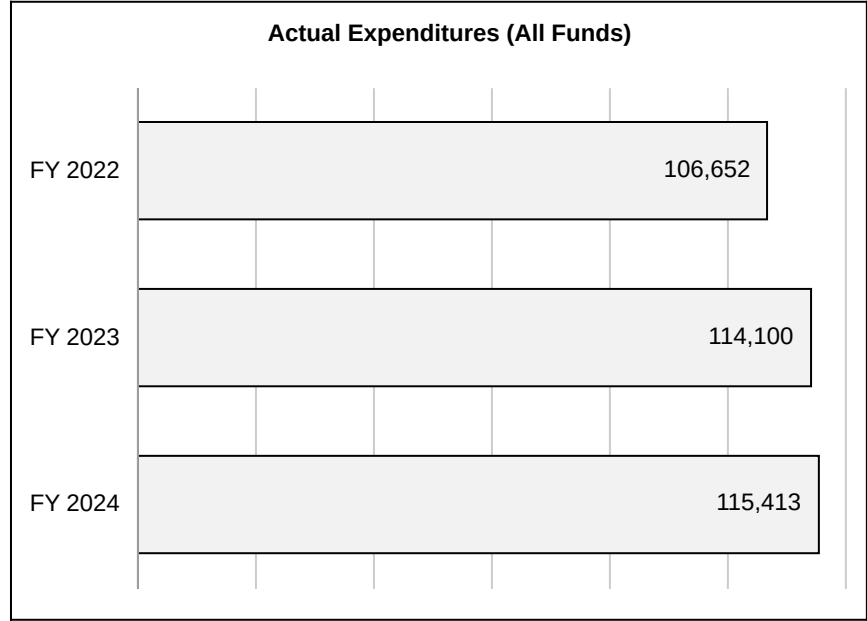 Actual Expenditures (All Funds)
FY 2022
106,652
FY 2023
114,100
FY 2024
115,413